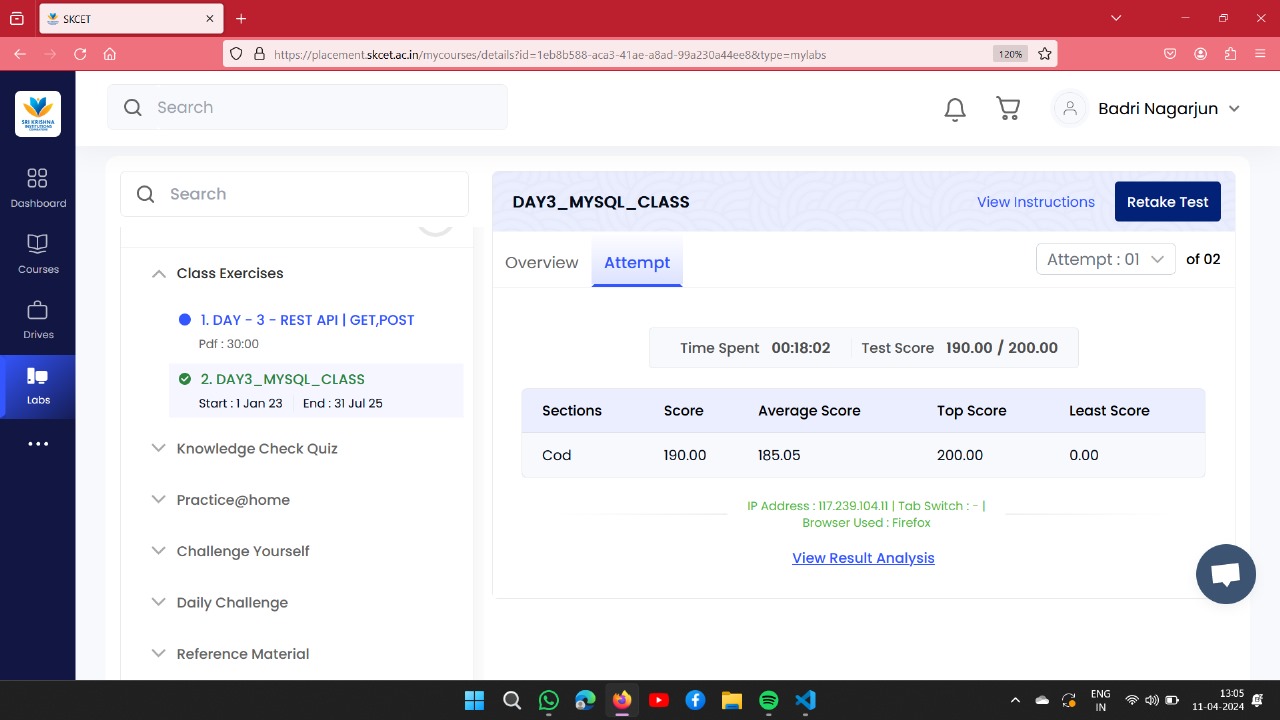 SKCET
https://placement.skcet.ac.in/mycourses/details?id=1eb8b588-aca3-41ae-a8ad-99a230a44ee8&type=mylabs
120%
SRI KRISHNA
INSTITUTIONS
Search
Badri Nagarjun
Dashboard
Courses
Drives
Labs
Search
Class Exercises
1. DAY - 3 - REST API | GET,POST
Pdf : 30:00
2. DAY3_MYSQL_CLASS
Start : 1 Jan 23 End : 31 Jul 25
Knowledge Check Quiz
Practice@home
Challenge Yourself
Daily Challenge
Reference Material
DAY3_MYSQL_CLASS
View Instructions
Retake Test
Overview
Attempt
Attempt : 01
of 02
Time Spent 00:18:02 Test Score 190.00 / 200.00
Sections Score Average Score Top Score Least Score
Cod 190.00 185.05 200.00 0.00
IP Address : 117.239.104.11 | Tab Switch : - |
Browser Used : Firefox
View Result Analysis
ENG
IN
13:05
11-04-2024